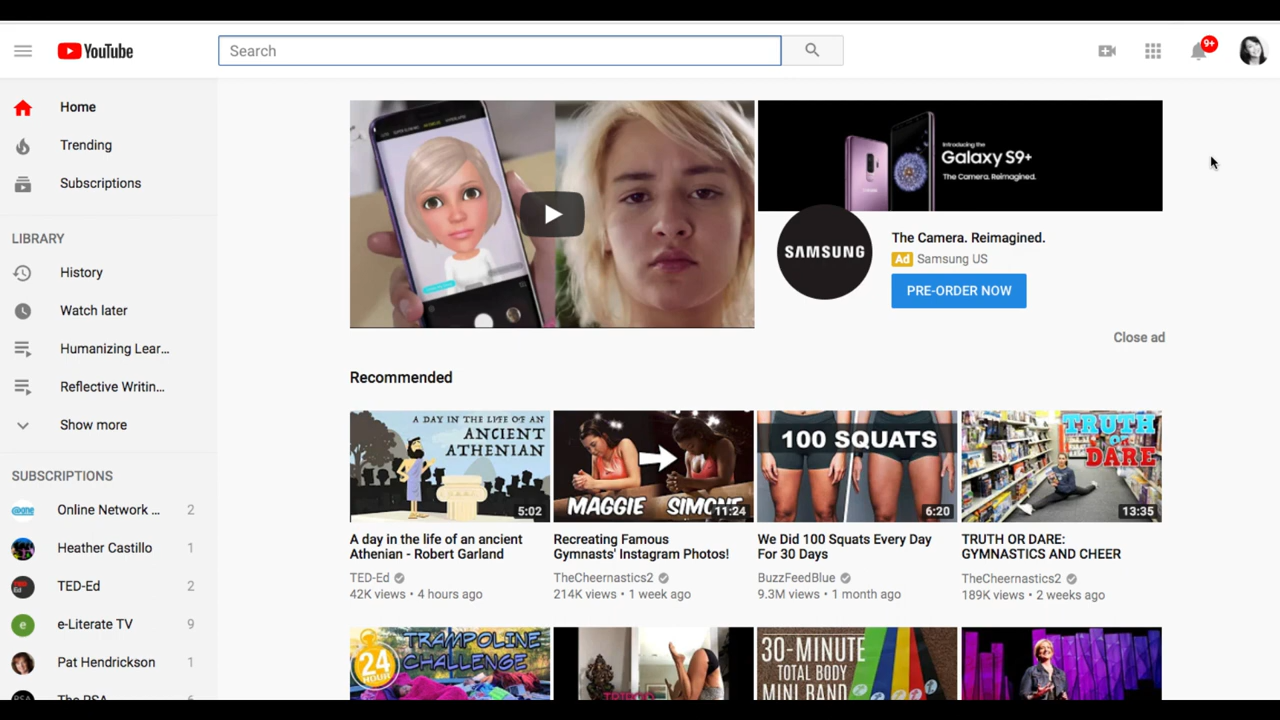 YouTube
Search
9+
Home
Trending
Subscriptions
LIBRARY
History
Watch later
Humanizing Lear...
Reflective Writin...
Show more
SUBSCRIPTIONS
Online Network ... 2
Heather Castillo 1
TED-Ed 2
e-Literate TV 9
Pat Hendrickson 1
Introducing the
Galaxy S9+
The Camera. Reimagined.
SAMSUNG
The Camera. Reimagined.
Ad Samsung US
PRE-ORDER NOW
Close ad
Recommended
A DAY IN THE LIFE OF AN
ANCIENT
ATHENIAN
5:02
A day in the life of an ancient
Athenian - Robert Garland
TED-Ed
42K views • 4 hours ago
MAGGIE SIMONE
11:24
Recreating Famous
Gymnasts' Instagram Photos!
TheCheernastics2
214K views • 1 week ago
100 SQUATS
6:20
We Did 100 Squats Every Day
For 30 Days
BuzzFeedBlue
9.3M views • 1 month ago
TRUTH
OR
DARE
13:35
TRUTH OR DARE:
GYMNASTICS AND CHEER
TheCheernastics2
189K views • 2 weeks ago
24
HOUR
TRAMPOLINE
CHALLENGE
30-MINUTE
TOTAL BODY
MINI BAND